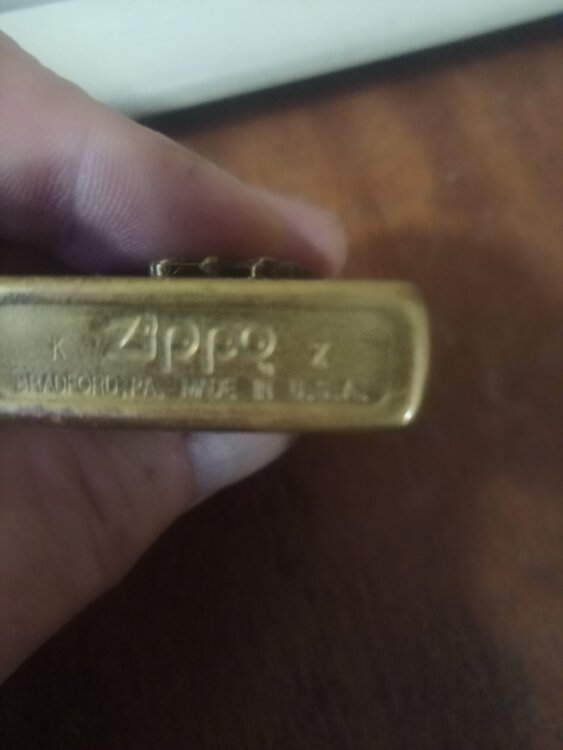 K Zippo Z
BRADFORD, PA. MADE IN U.S.A.